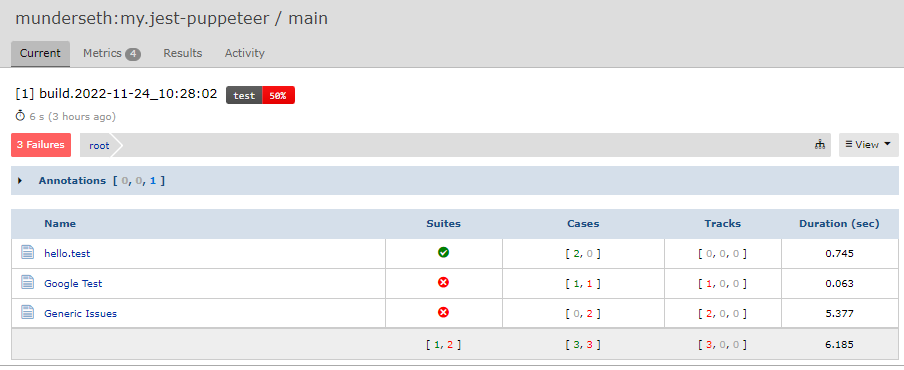 munderseth:my.jest-puppeteer / main
Current Metrics 4 Results Activity
[1] build.2022-11-24_10:28:02 test 50%
6 s (3 hours ago)
3 Failures root View
Annotations [ 0, 0, 1 ]
Name Suites Cases Tracks Duration (sec)
hello.test [ 2, 0 ] [ 0, 0, 0 ] 0.745
Google Test [ 1, 1 ] [ 1, 0, 0 ] 0.063
Generic Issues [ 0, 2 ] [ 2, 0, 0 ] 5.377
[ 1, 2 ] [ 3, 3 ] [ 3, 0, 0 ] 6.185